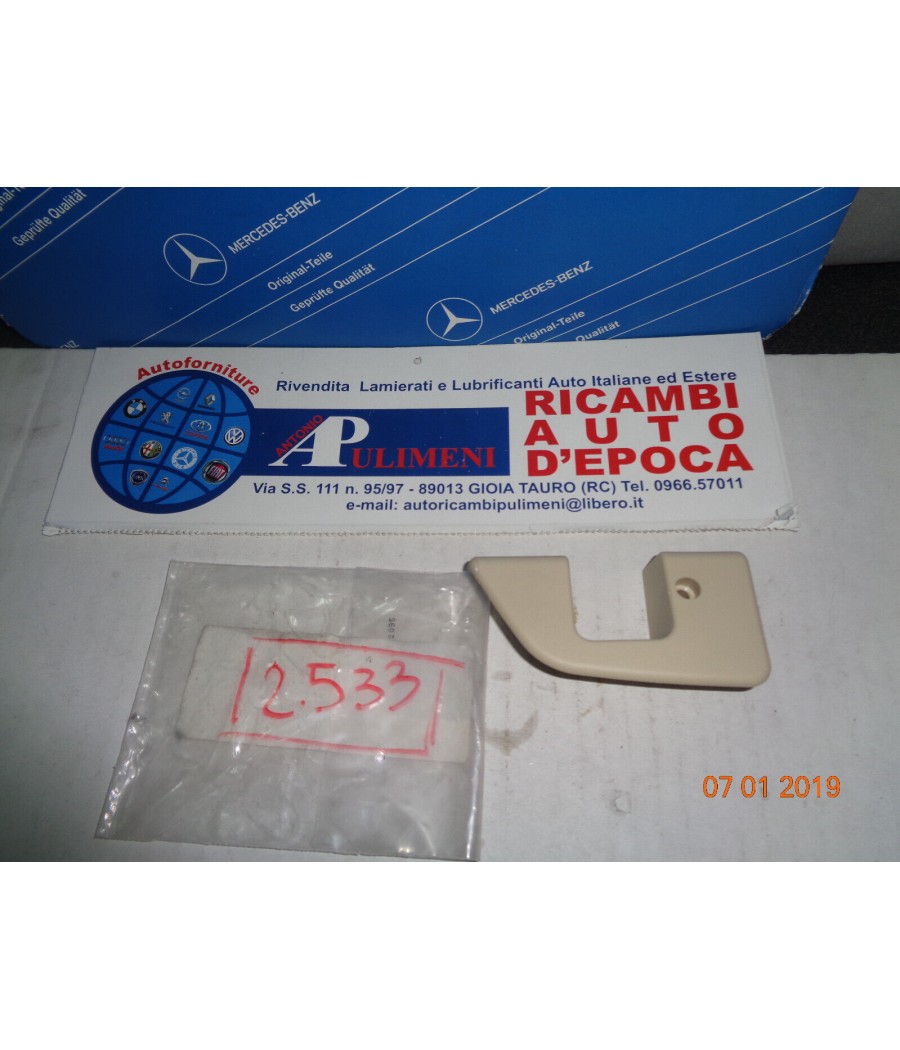 Geprüfte Qualität
MERCEDES-BENZ
Original-Teile
Geprüfte Qualität
MERCEDES-BENZ
Original-Teile
Qualität
BENZ
Autoforniture
Rivendita Lamierati e Lubrificanti Auto Italiane ed Estere
ANTONIO
APULIMENI
RICAMBI
AUTO
D'EPOCA
Via S.S. 111 n. 95/97 - 89013 GIOIA TAURO (RC) Tel. 0966.57011
e-mail: autoricambipulimeni@libero.it
2.533
07 01 2019